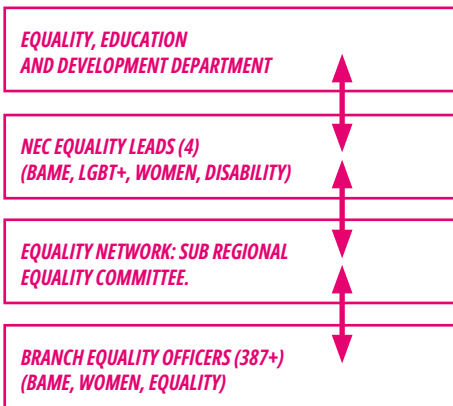 EQUALITY, EDUCATION
AND DEVELOPMENT DEPARTMENT
NEC EQUALITY LEADS (4)
(BAME, LGBT+, WOMEN, DISABILITY)
EQUALITY NETWORK: SUB REGIONAL
EQUALITY COMMITTEE.
BRANCH EQUALITY OFFICERS (387+)
(BAME, WOMEN, EQUALITY)